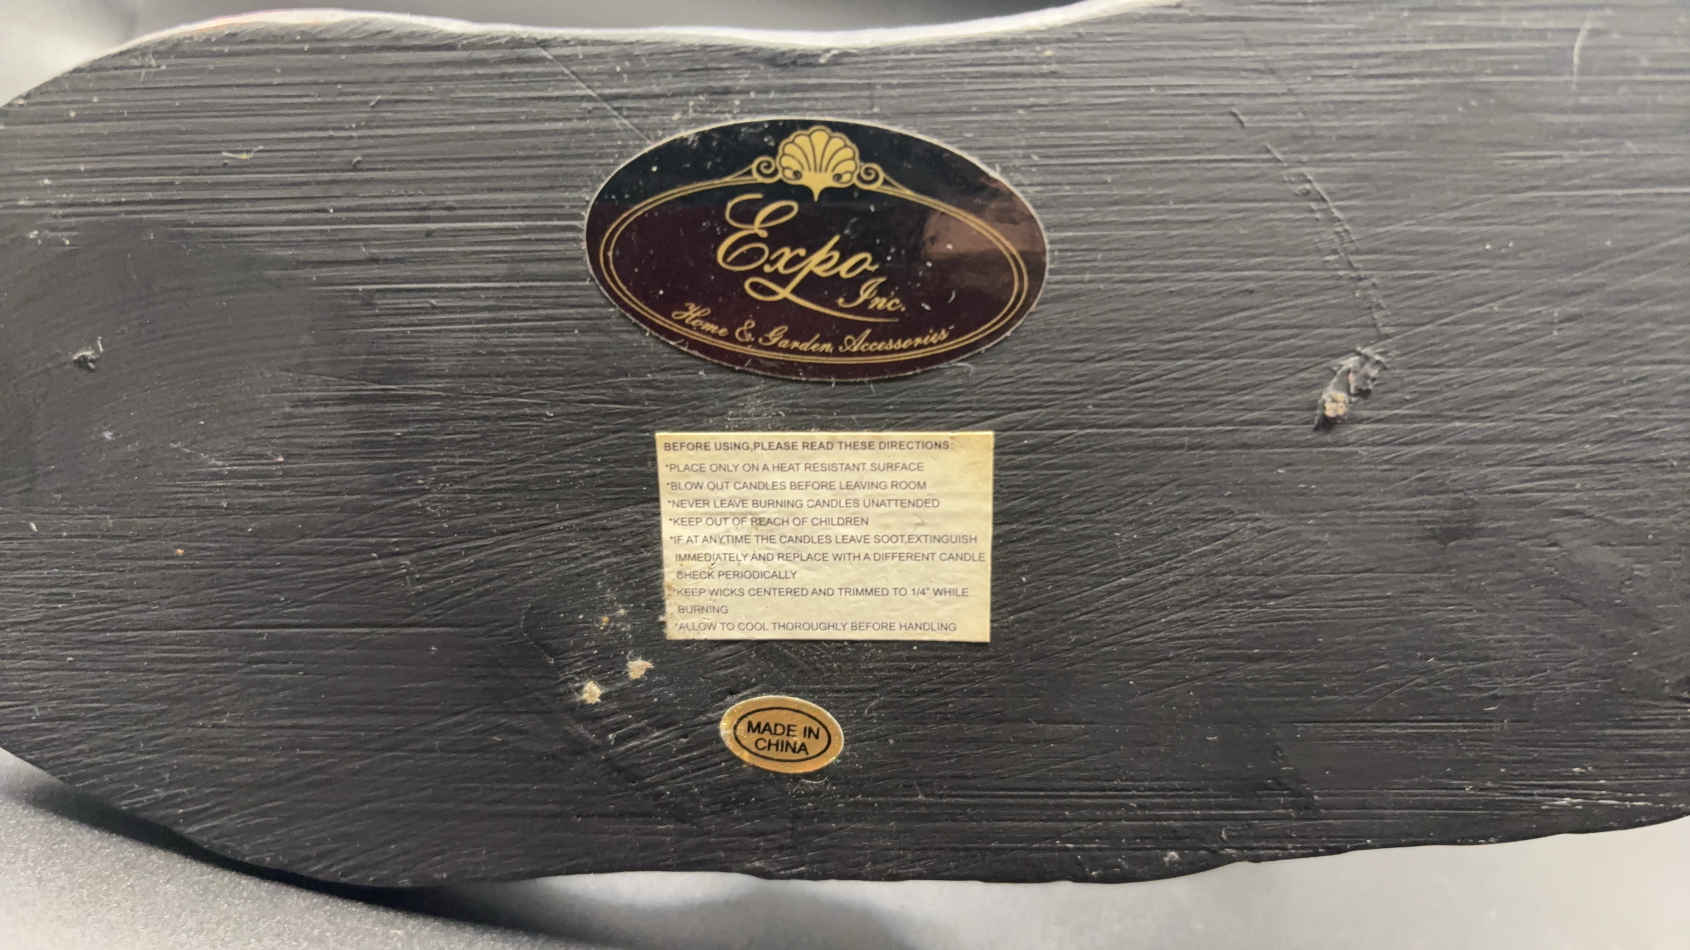 Expo
Inc.
Home & Garden Accessories
BEFORE USING,PLEASE READ THESE DIRECTIONS:
*PLACE ONLY ON A HEAT RESISTANT SURFACE
*BLOW OUT CANDLES BEFORE LEAVING ROOM
*NEVER LEAVE BURNING CANDLES UNATTENDED
*KEEP OUT OF REACH OF CHILDREN
*IF AT ANYTIME THE CANDLES LEAVE SOOT,EXTINGUISH
IMMEDIATELY AND REPLACE WITH A DIFFERENT CANDLE
CHECK PERIODICALLY
*KEEP WICKS CENTERED AND TRIMMED TO 1/4" WHILE
BURNING
*ALLOW TO COOL THOROUGHLY BEFORE HANDLING
MADE IN
CHINA